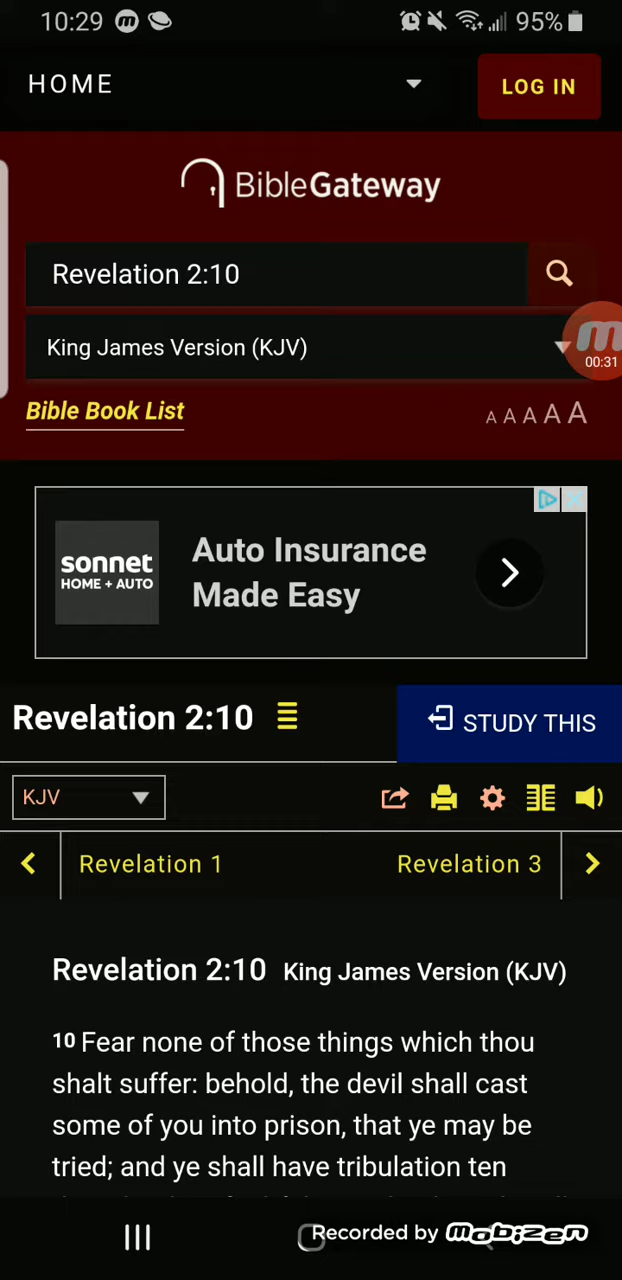 10:29 95%
HOME LOG IN
BibleGateway
Revelation 2:10
King James Version (KJV)
00:31
Bible Book List A A A A A
sonnet
HOME + AUTO
Auto Insurance
Made Easy
Revelation 2:10 STUDY THIS
KJV
Revelation 1 Revelation 3
Revelation 2:10 King James Version (KJV)
10 Fear none of those things which thou
shalt suffer: behold, the devil shall cast
some of you into prison, that ye may be
tried; and ye shall have tribulation ten
Recorded by mobizen